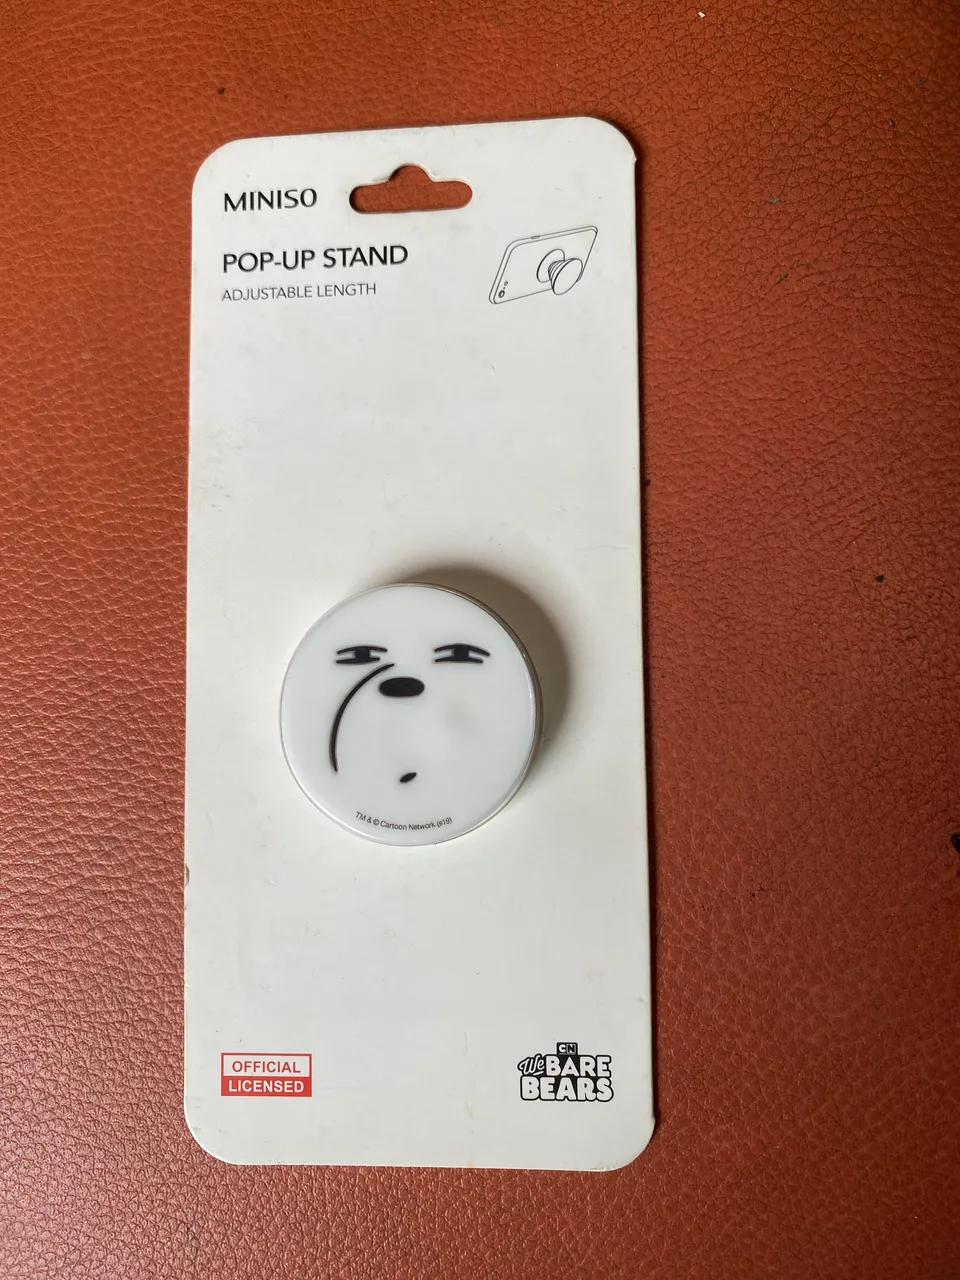 MINISO
POP-UP STAND
ADJUSTABLE LENGTH
TM & © Cartoon Network (s19)
OFFICIAL
LICENSED
CN
We BARE
BEARS